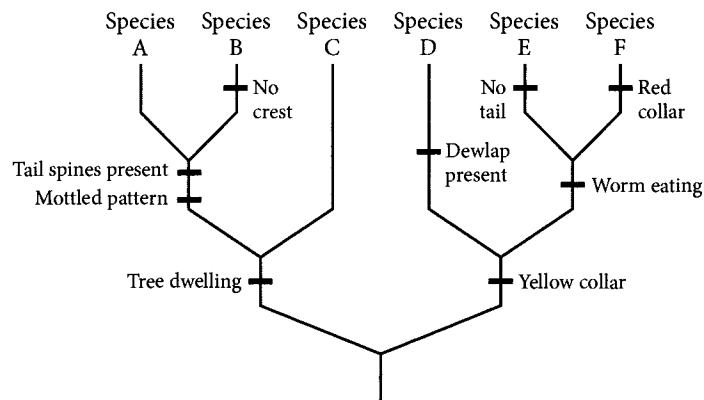 Species Species Species Species Species Species
A B C D E F
No crest
No tail
Red collar
Dewlap present
Tail spines present
Mottled pattern
Worm eating
Tree dwelling
Yellow collar